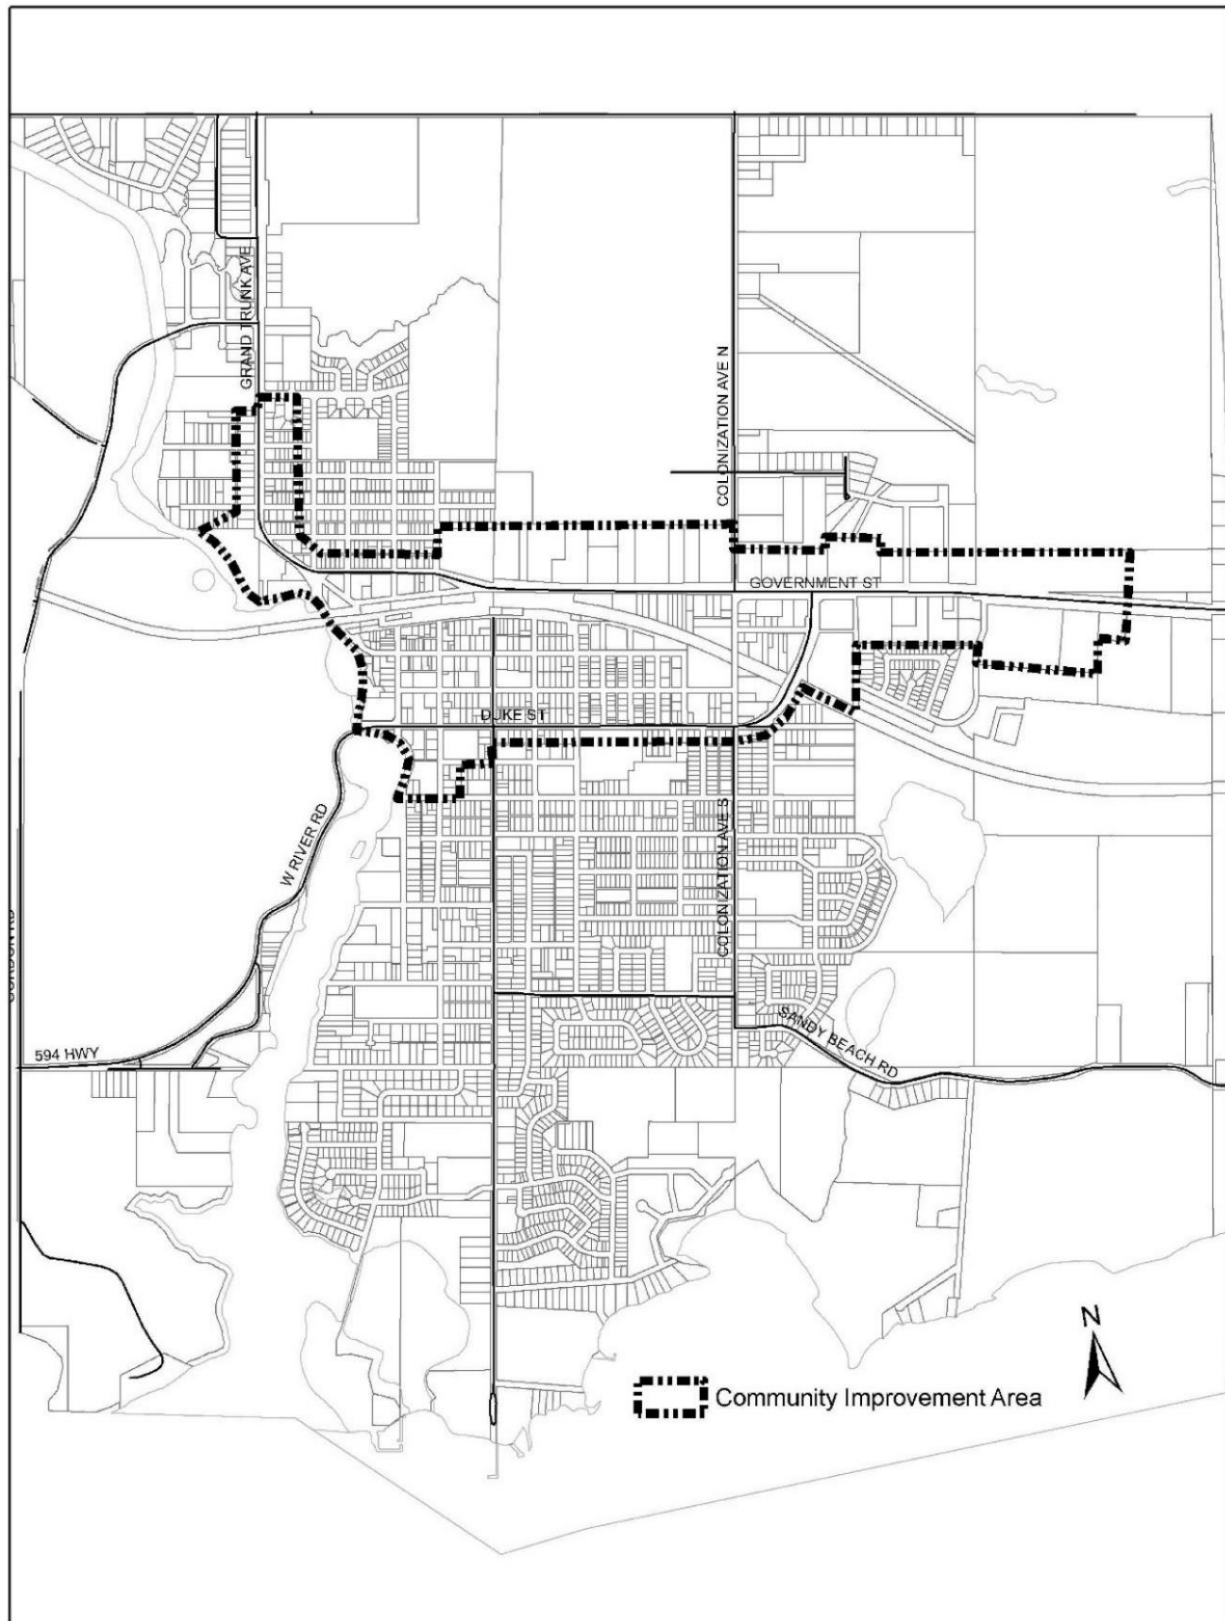 GRAND TRUNK AVE
COLONIZATION AVE N
GOVERNMENT ST
DUKE ST
W RIVER RD
COLONIZATION AVE S
594 HWY
SANDY BEACH RD
N
Community Improvement Area